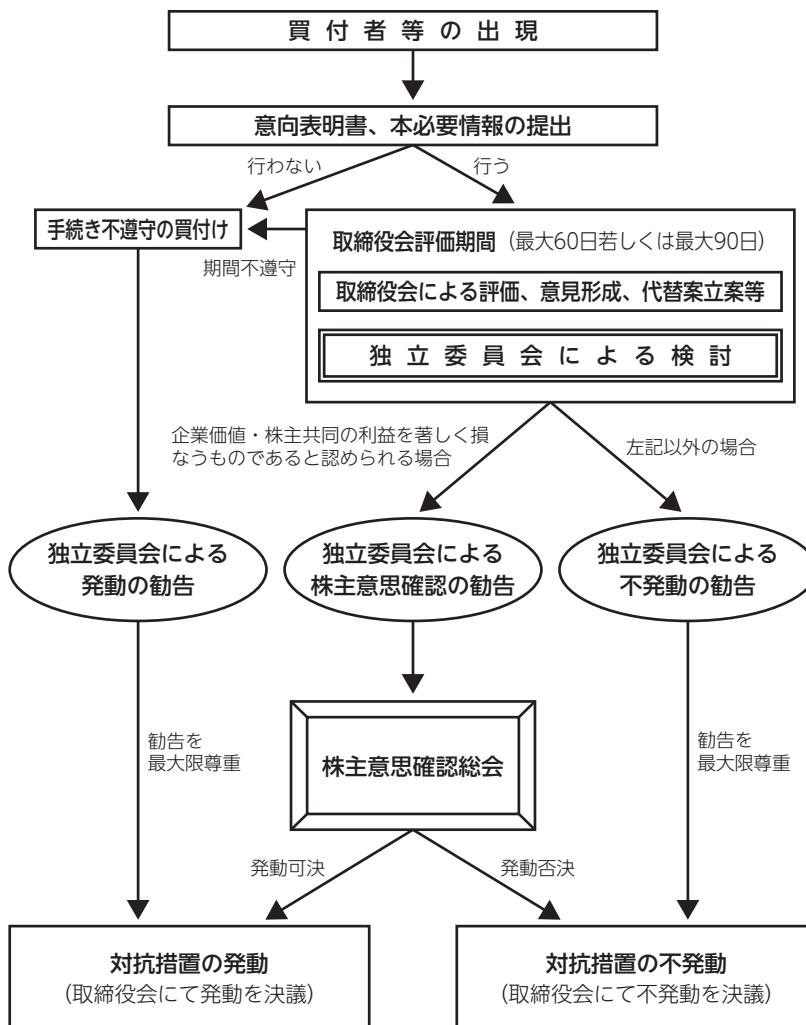 買付者等の出現
意向表明書、本必要情報の提出
行わない
行う
手続き不遵守の買付け
期間不遵守
取締役会評価期間（最大60日若しくは最大90日）
取締役会による評価、意見形成、代替案立案等
独立委員会による検討
企業価値・株主共同の利益を著しく損
なうものであると認められる場合
左記以外の場合
独立委員会による
発動の勧告
独立委員会による
株主意思確認の勧告
独立委員会による
不発動の勧告
勧告を
最大限尊重
株主意思確認総会
勧告を
最大限尊重
発動可決
発動否決
対抗措置の発動
（取締役会にて発動を決議）
対抗措置の不発動
（取締役会にて不発動を決議）